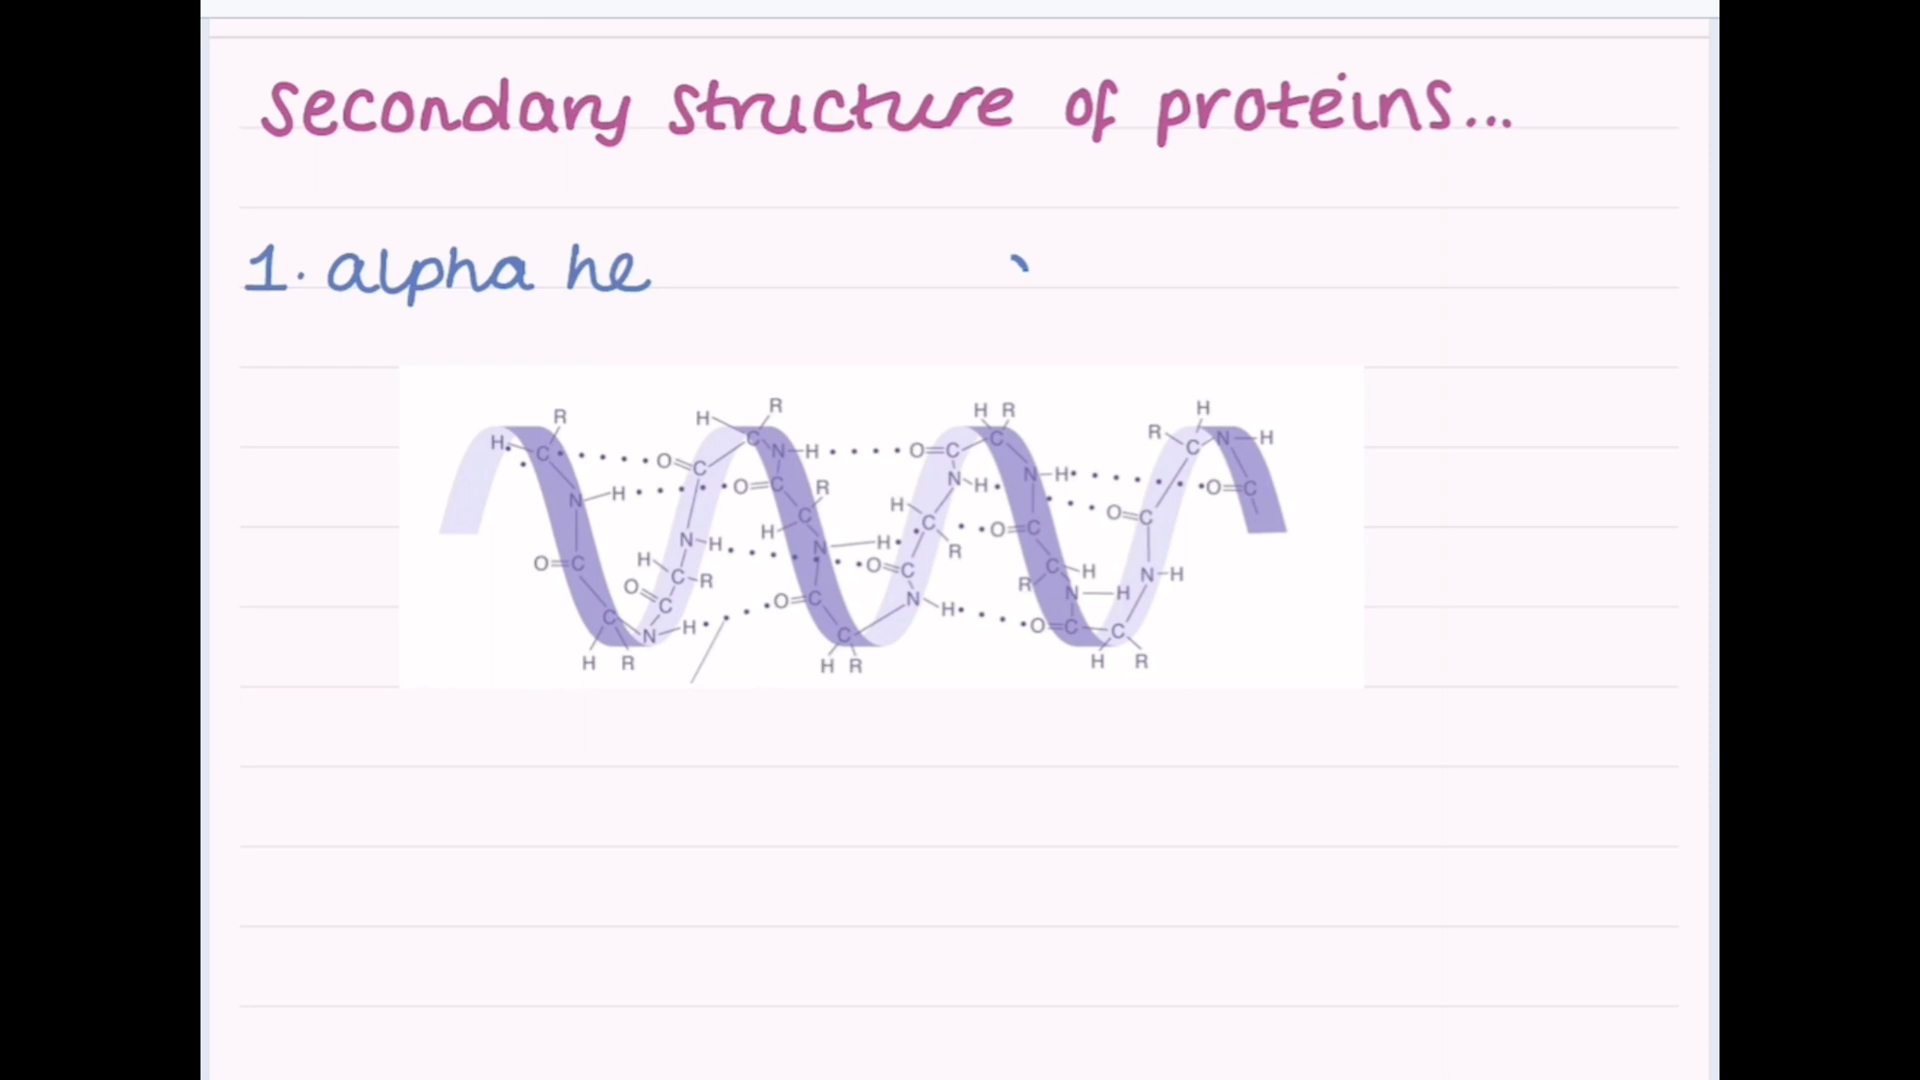 Secondary structure of proteins...
1. alpha he
H R H R H R H
H C O C C N H O C C R C N H
N H O C R N H N H O C
H C H O C O C
N H N H C R
O C H C R O C C H N H
O C R N H
C N H O C N H O C C
H R C H R
H R